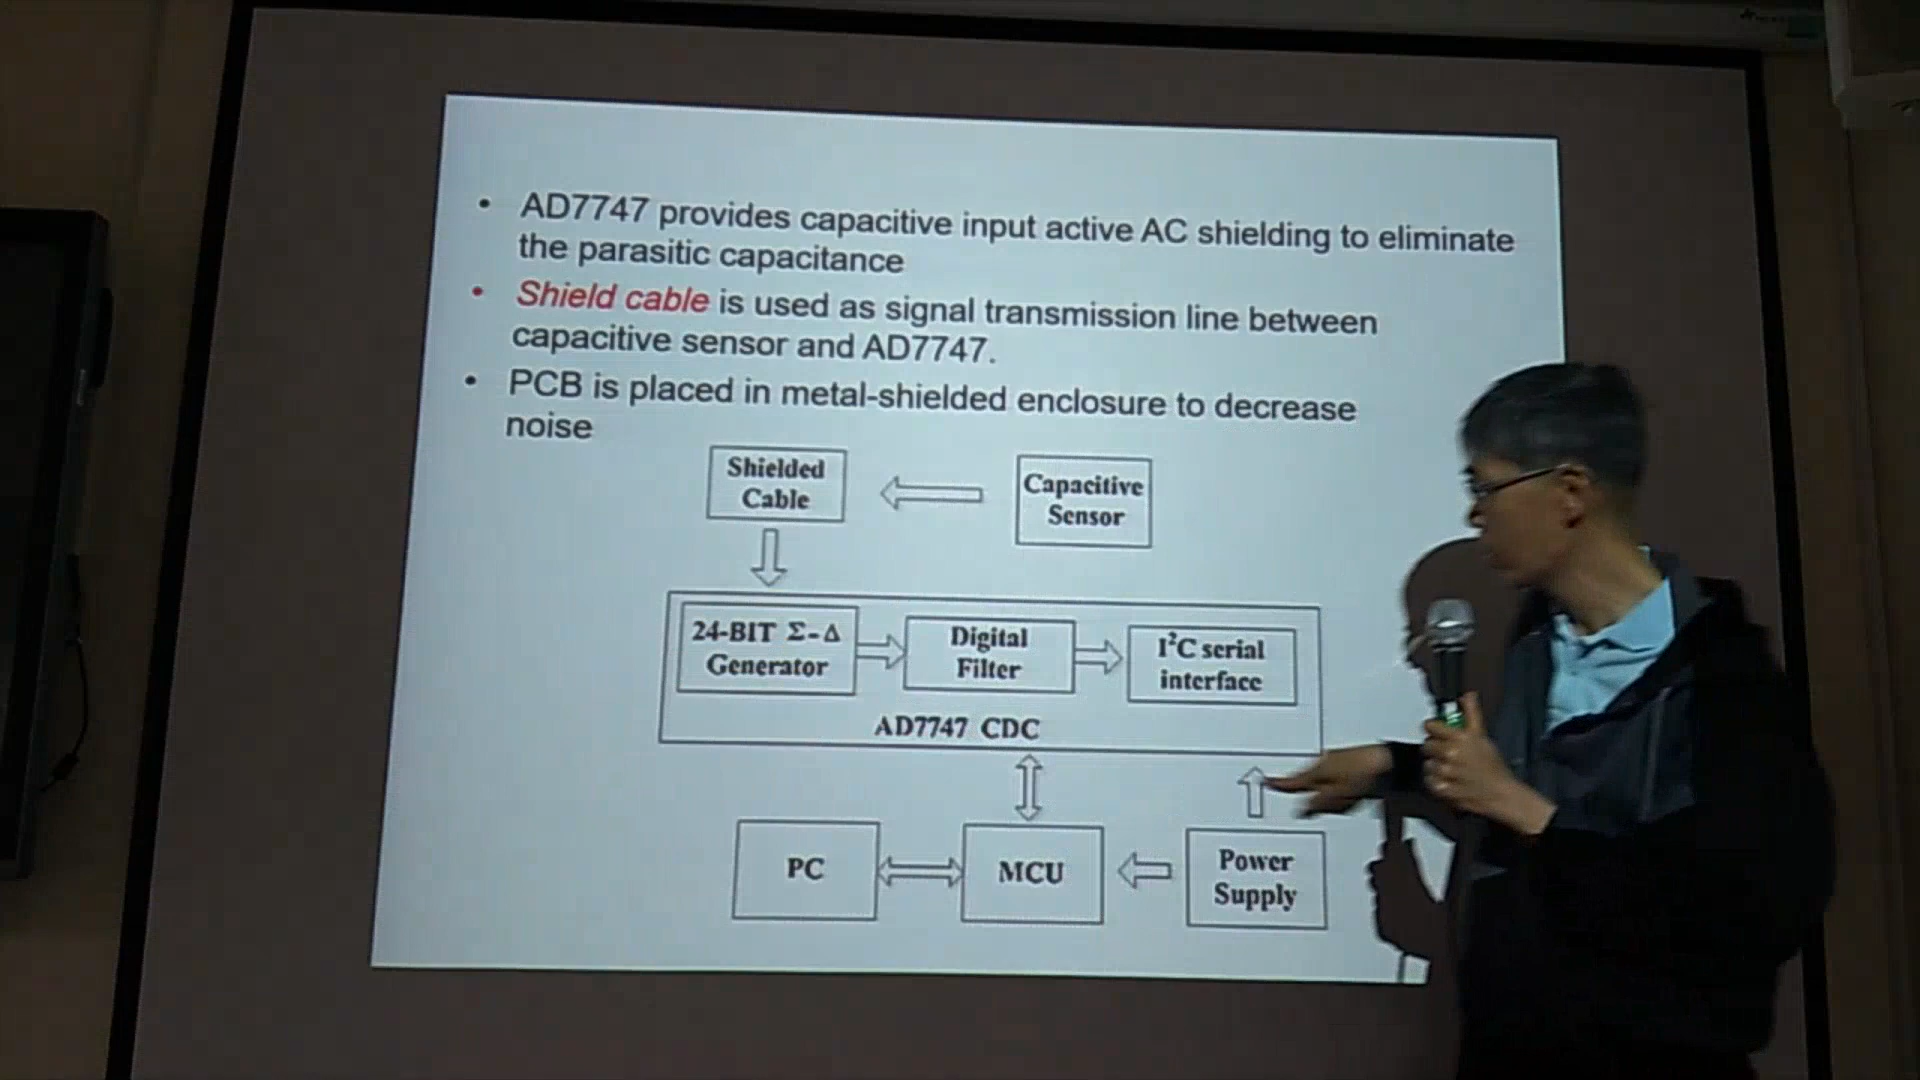 • AD7747 provides capacitive input active AC shielding to eliminate
the parasitic capacitance
• Shield cable is used as signal transmission line between
capacitive sensor and AD7747.
• PCB is placed in metal-shielded enclosure to decrease
noise
Shielded
Cable
Capacitive
Sensor
24-BIT Σ-Δ
Generator
Digital
Filter
I²C serial
interface
AD7747 CDC
PC
MCU
Power
Supply